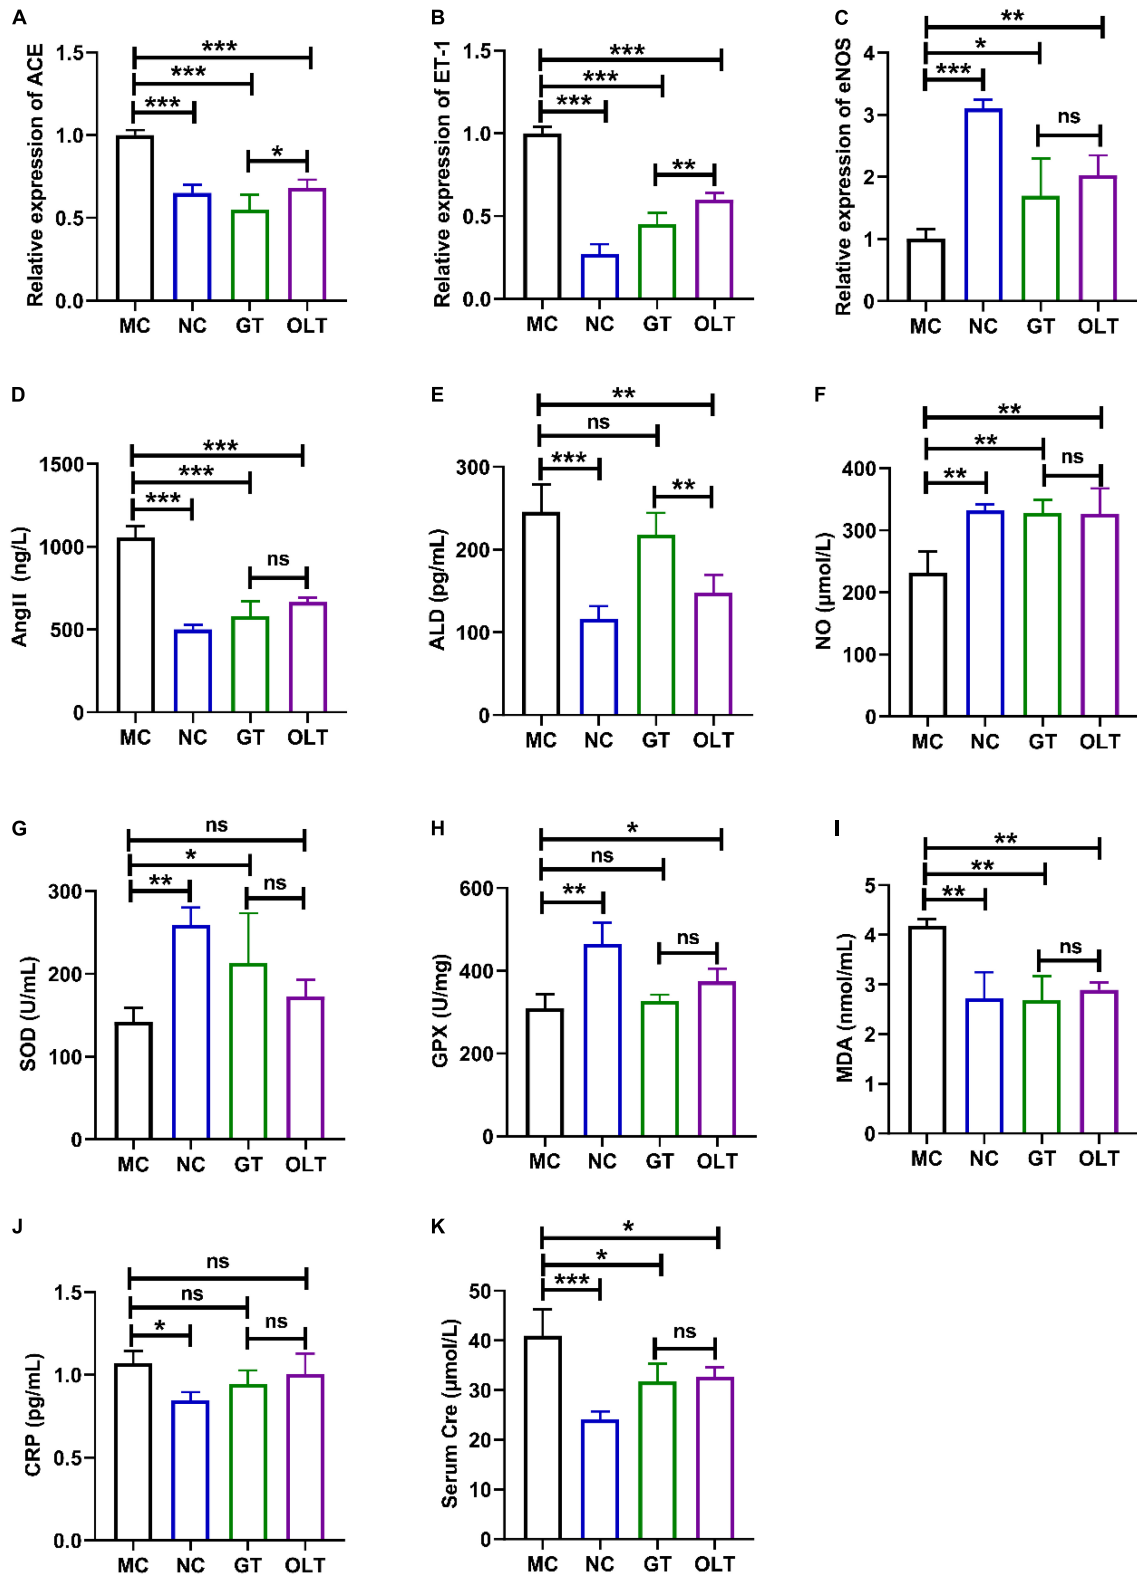 A
Relative expression of ACE
1.5
1.0
0.5
0.0
***
***
***
*
MC NC GT OLT
B
Relative expression of ET-1
1.5
1.0
0.5
0.0
***
***
***
**
MC NC GT OLT
C
Relative expression of eNOS
4
3
2
1
0
**
*
***
ns
MC NC GT OLT
D
AngII (ng/L)
1500
1000
500
0
***
***
***
ns
MC NC GT OLT
E
ALD (pg/mL)
300
200
100
0
**
ns
***
**
MC NC GT OLT
F
NO (μmol/L)
400
300
200
100
0
**
**
**
ns
MC NC GT OLT
G
SOD (U/mL)
300
200
100
0
ns
*
**
ns
MC NC GT OLT
H
GPX (U/mg)
600
400
200
0
*
ns
**
ns
MC NC GT OLT
I
MDA (nmol/mL)
5
4
3
2
1
0
**
**
**
ns
MC NC GT OLT
J
CRP (pg/mL)
1.5
1.0
0.5
0.0
ns
ns
*
ns
MC NC GT OLT
K
Serum Cre (μmol/L)
50
40
30
20
10
0
*
*
***
ns
MC NC GT OLT